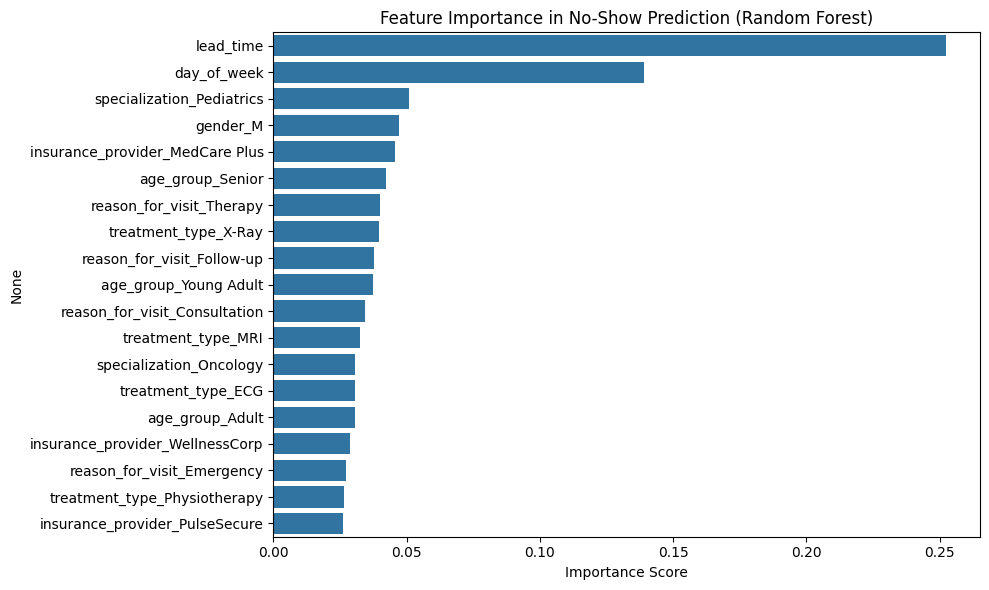 Feature Importance in No-Show Prediction (Random Forest)
lead_time
day_of_week
specialization_Pediatrics
gender_M
insurance_provider_MedCare Plus
age_group_Senior
reason_for_visit_Therapy
treatment_type_X-Ray
reason_for_visit_Follow-up
age_group_Young Adult
reason_for_visit_Consultation
treatment_type_MRI
specialization_Oncology
treatment_type_ECG
age_group_Adult
insurance_provider_WellnessCorp
reason_for_visit_Emergency
treatment_type_Physiotherapy
insurance_provider_PulseSecure
None
0.00 0.05 0.10 0.15 0.20 0.25
Importance Score